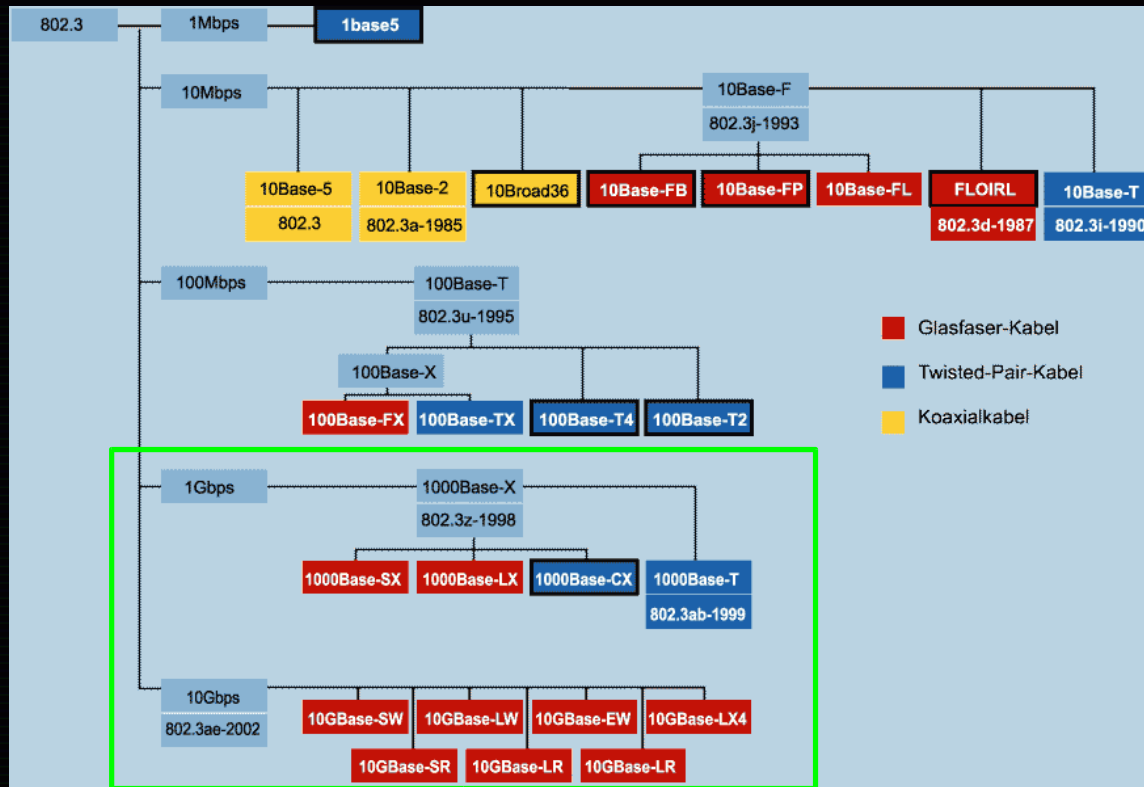 802.3
1Mbps
1base5
10Mbps
10Base-F
802.3j-1993
10Base-5
802.3
10Base-2
802.3a-1985
10Broad36
10Base-FB
10Base-FP
10Base-FL
FLOIRL
802.3d-1987
10Base-T
802.3i-1990
100Mbps
100Base-T
802.3u-1995
100Base-X
100Base-FX
100Base-TX
100Base-T4
100Base-T2
Glasfaser-Kabel
Twisted-Pair-Kabel
Koaxialkabel
1Gbps
1000Base-X
802.3z-1998
1000Base-SX
1000Base-LX
1000Base-CX
1000Base-T
802.3ab-1999
10Gbps
802.3ae-2002
10GBase-SW
10GBase-LW
10GBase-EW
10GBase-LX4
10GBase-SR
10GBase-LR
10GBase-LR